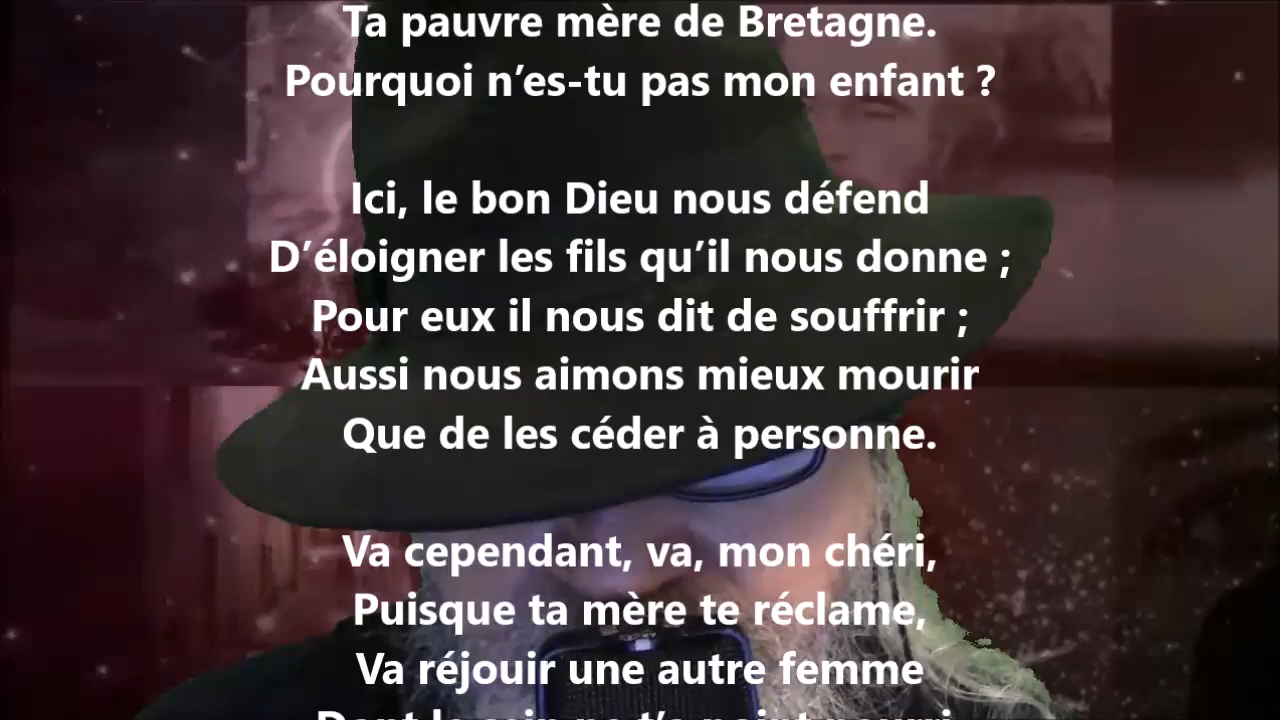 Ta pauvre mère de Bretagne.
Pourquoi n’es-tu pas mon enfant ?
Ici, le bon Dieu nous défend
D’éloigner les fils qu’il nous donne ;
Pour eux il nous dit de souffrir ;
Aussi nous aimons mieux mourir
Que de les céder à personne.
Va cependant, va, mon chéri,
Puisque ta mère te réclame,
Va réjouir une autre femme